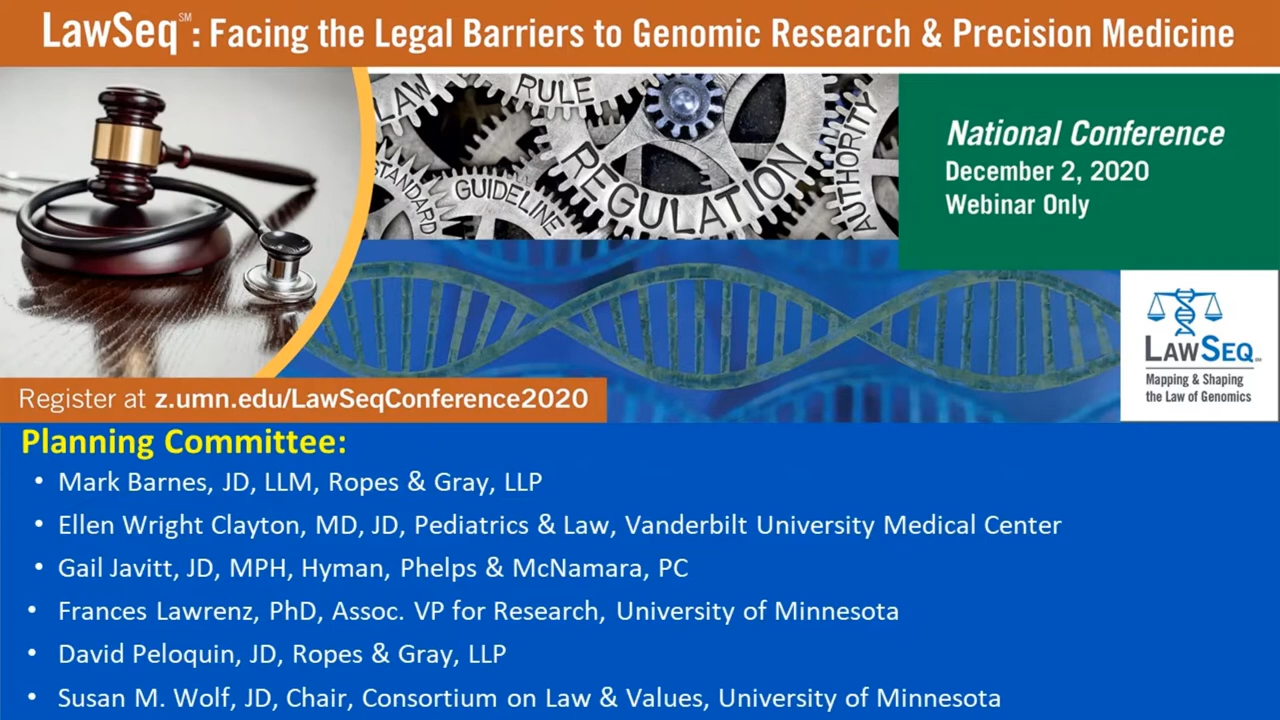 LawSeq℠: Facing the Legal Barriers to Genomic Research & Precision Medicine
LAW
RULE
STANDARD
GUIDELINE
REGULATION
AUTHORITY
National Conference
December 2, 2020
Webinar Only
LAWSEQ℠
Mapping & Shaping
the Law of Genomics
Register at z.umn.edu/LawSeqConference2020
Planning Committee:
• Mark Barnes, JD, LLM, Ropes & Gray, LLP
• Ellen Wright Clayton, MD, JD, Pediatrics & Law, Vanderbilt University Medical Center
• Gail Javitt, JD, MPH, Hyman, Phelps & McNamara, PC
• Frances Lawrenz, PhD, Assoc. VP for Research, University of Minnesota
• David Peloquin, JD, Ropes & Gray, LLP
• Susan M. Wolf, JD, Chair, Consortium on Law & Values, University of Minnesota